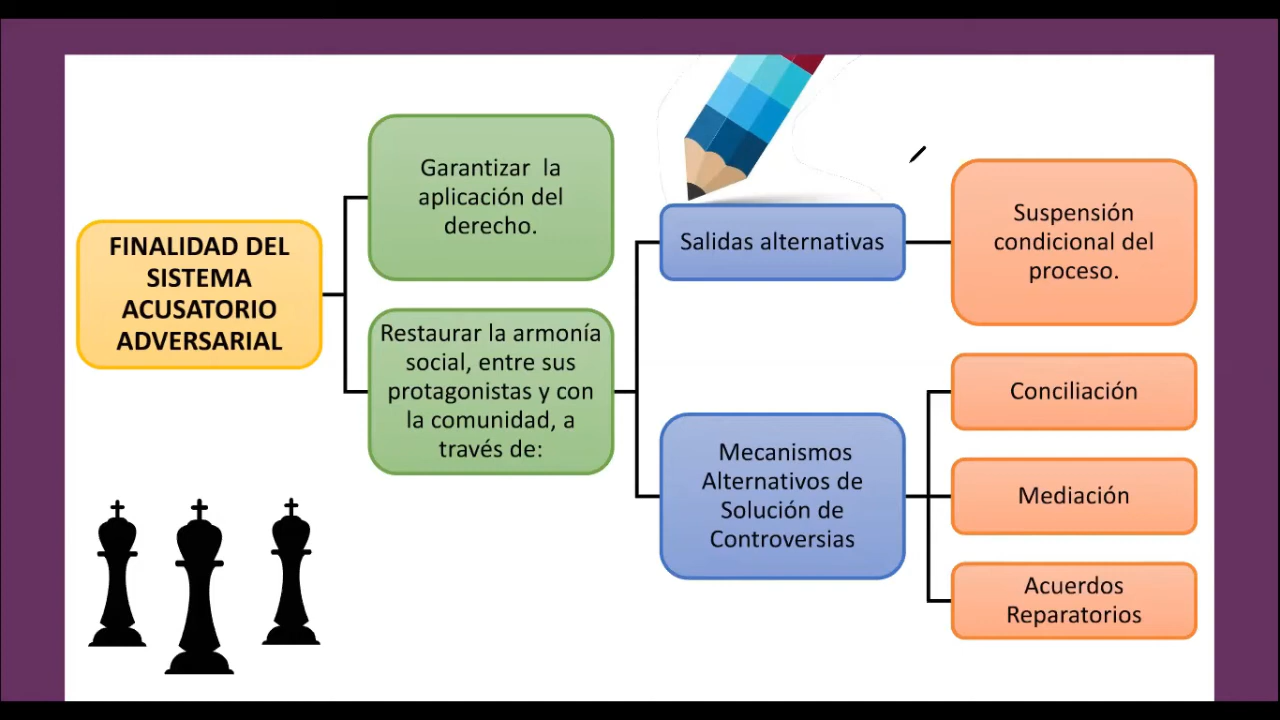 FINALIDAD DEL
SISTEMA
ACUSATORIO
ADVERSARIAL
Garantizar la
aplicación del
derecho.
Restaurar la armonía
social, entre sus
protagonistas y con
la comunidad, a
través de:
Salidas alternativas
Suspensión
condicional del
proceso.
Mecanismos
Alternativos de
Solución de
Controversias
Conciliación
Mediación
Acuerdos
Reparatorios